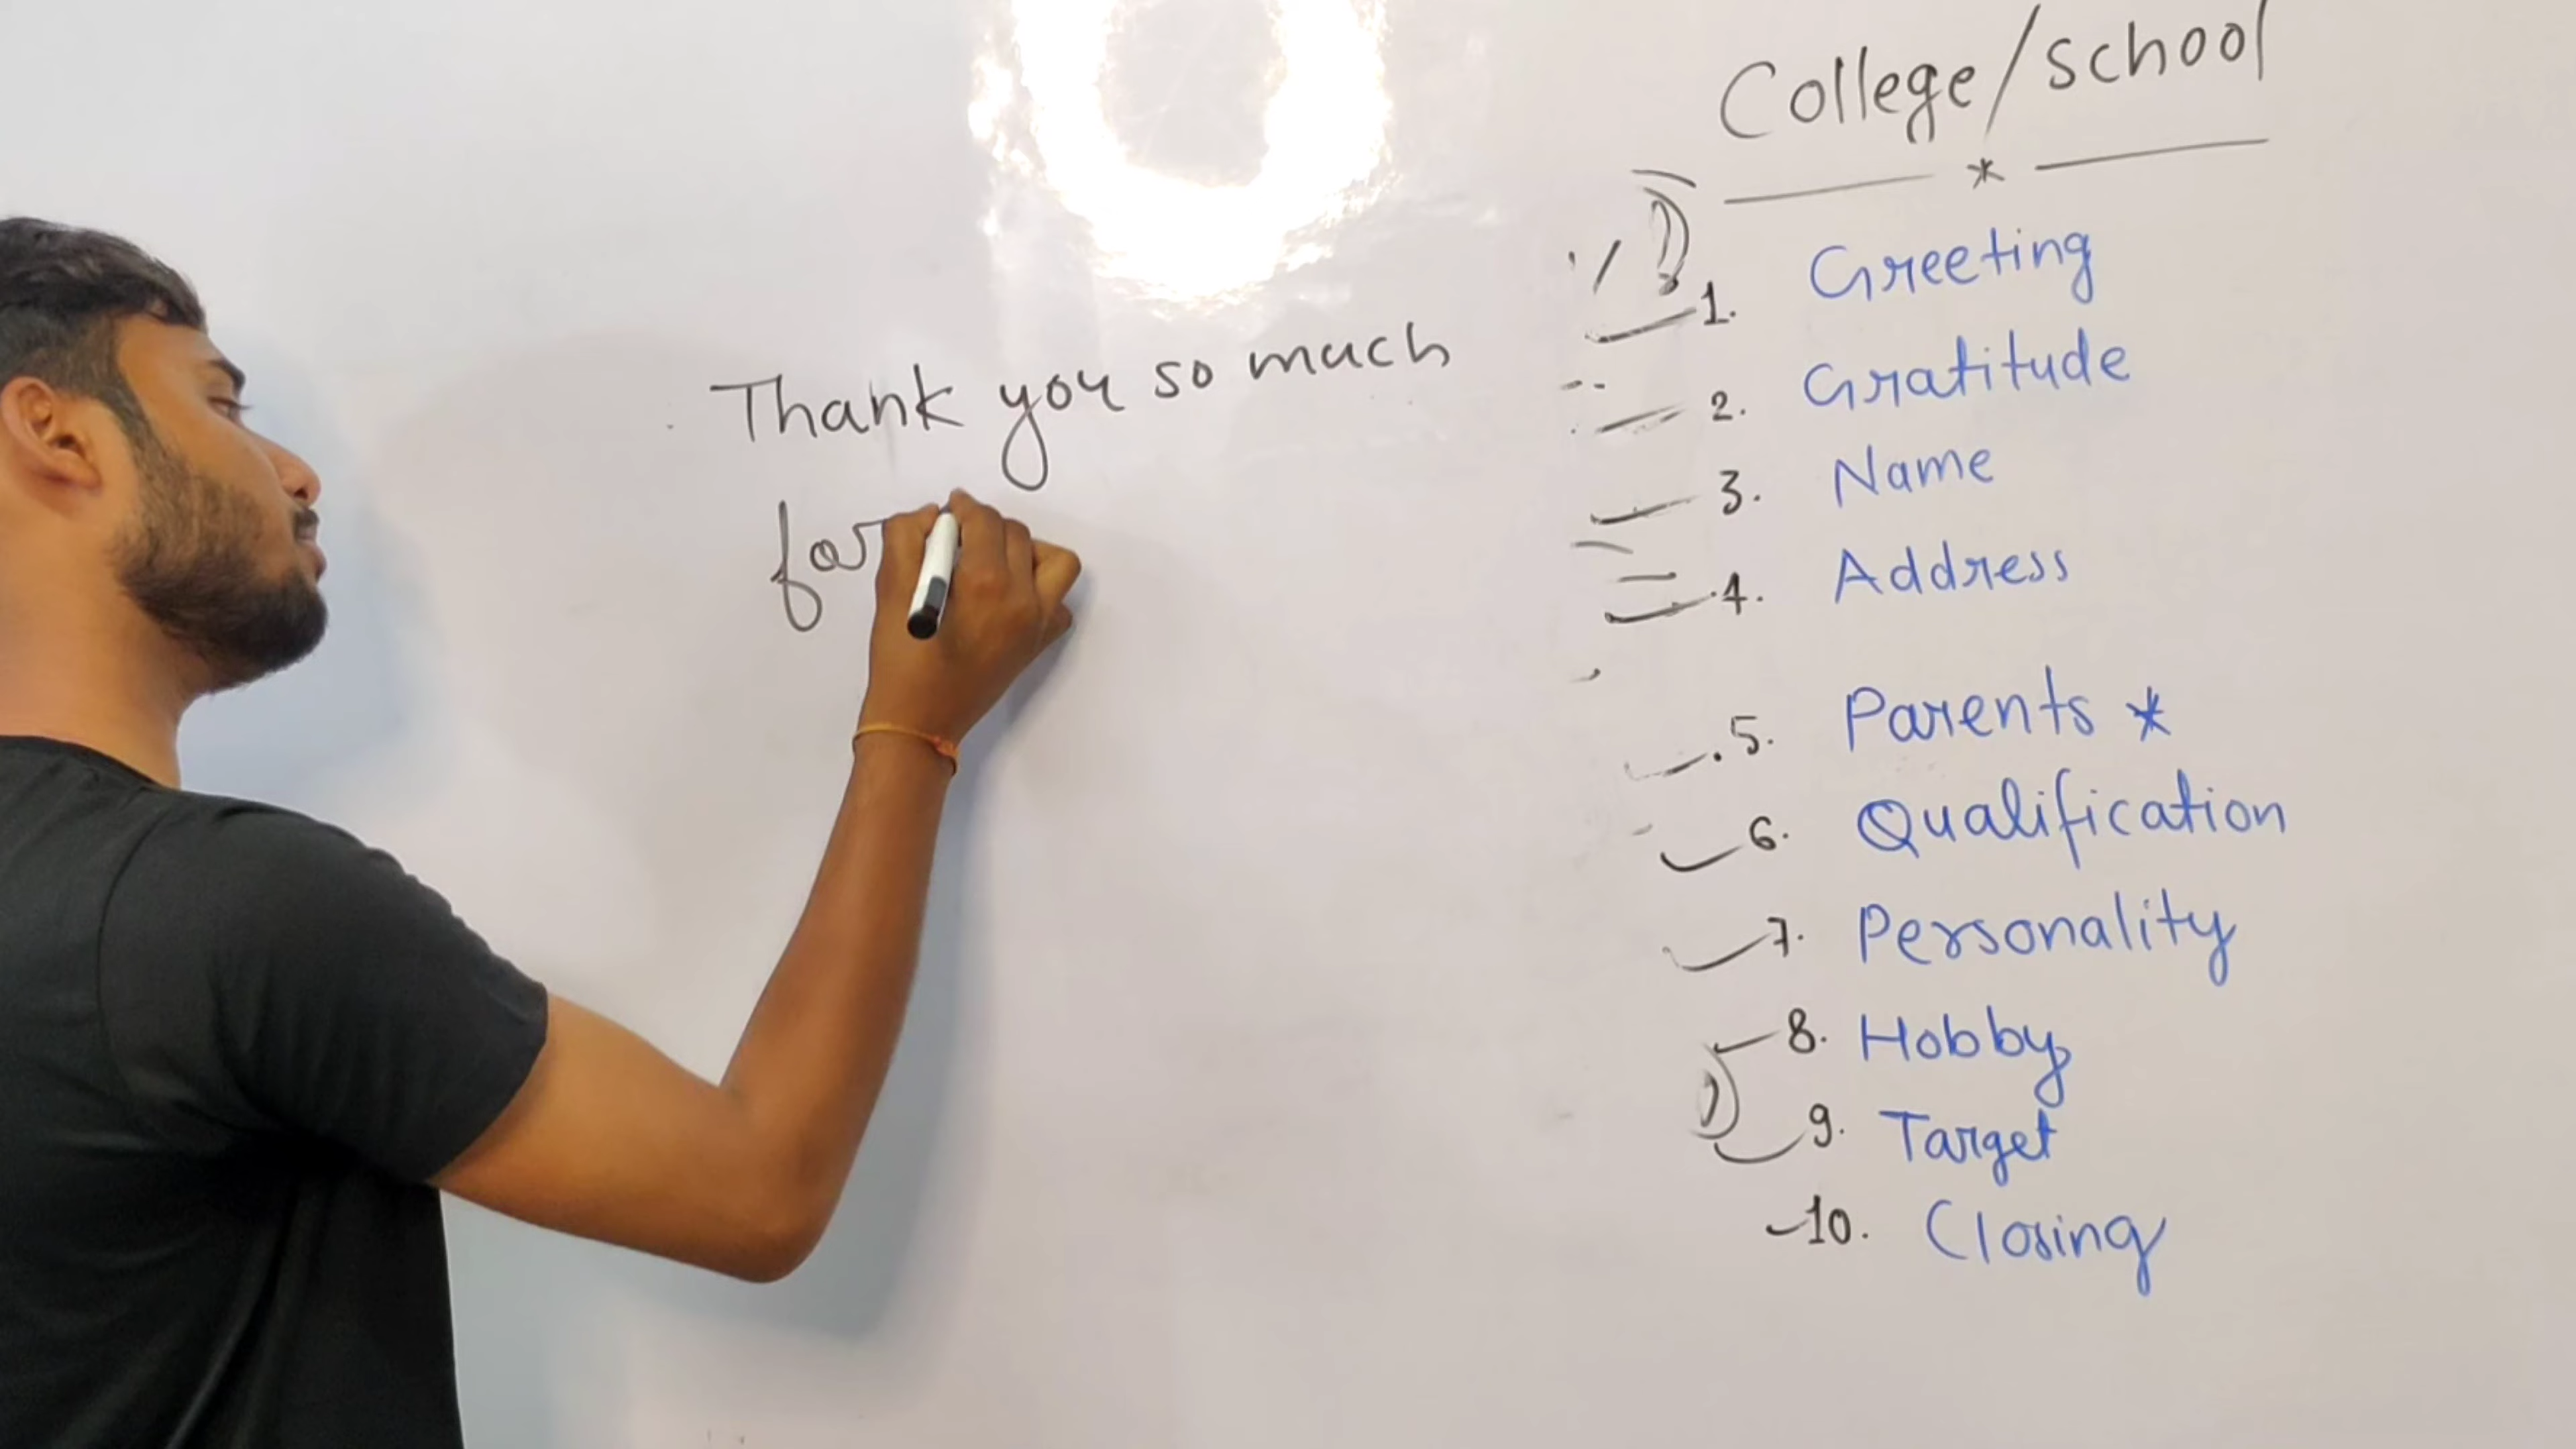 Thank you so much
for
College/school
*
1. Greeting
2. Gratitude
3. Name
4. Address
5. Parents *
6. Qualification
7. Personality
8. Hobby
9. Target
10. Closing